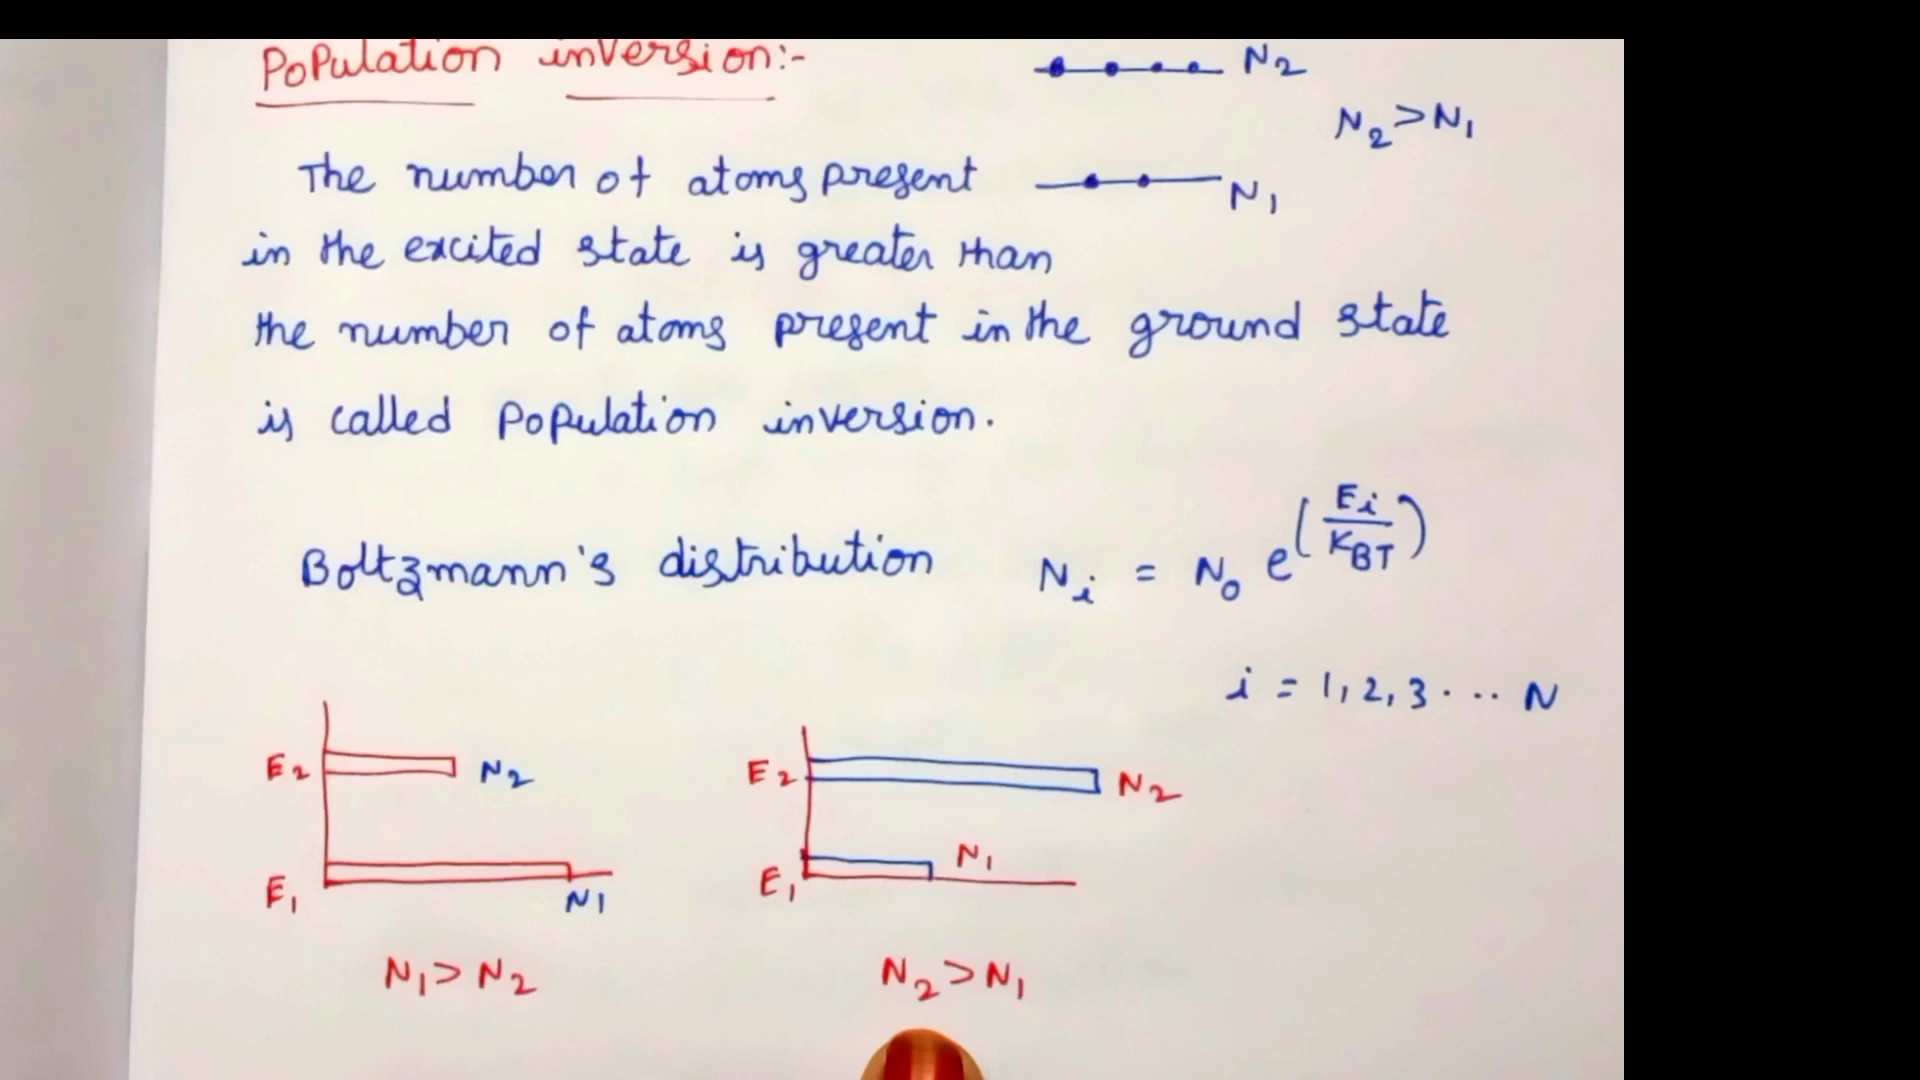 Population inversion:-
N2
N2 > N1
The number of atoms present
N1
in the excited state is greater than
the number of atoms present in the ground state
is called Population inversion.
Boltzmann's distribution Ni = N0 e^(Ei/KBT)
i = 1, 2, 3 . ... N
E2 N2
E1 N1
N1 > N2
E2 N2
E1 N1
N2 > N1